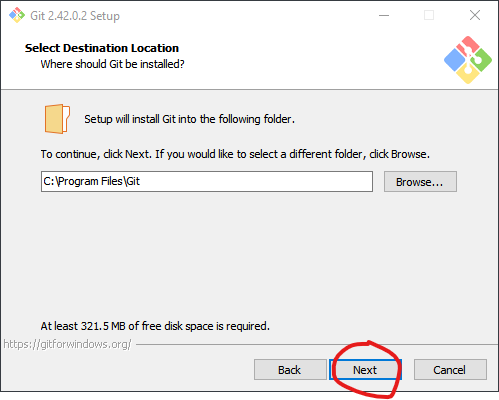 Git 2.42.0.2 Setup
Select Destination Location
Where should Git be installed?
Setup will install Git into the following folder.
To continue, click Next. If you would like to select a different folder, click Browse.
C:\Program Files\Git
Browse...
At least 321.5 MB of free disk space is required.
https://gitforwindows.org/
Back
Next
Cancel